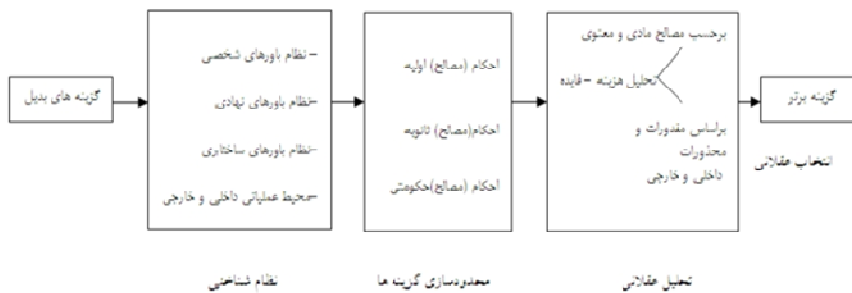 گزینه های بدیل
– نظام باورهای شخصی
–نظام باورهای نهادی
–نظام باورهای ساختاری
–محیط عملیاتی داخلی و خارجی
نظام شناختی
احکام (مصالح) اولیه
احکام(مصالح) ثانویه
احکام (مصالح)حکومتی
محدودسازی گزینه ها
برحسب مصالح مادی و معنوی
تحلیل هزینه –فایده
براساس مقدورات و
محذورات
داخلی و خارجی
تحلیل عقلانی
گزینه برتر
انتخاب عقلانی